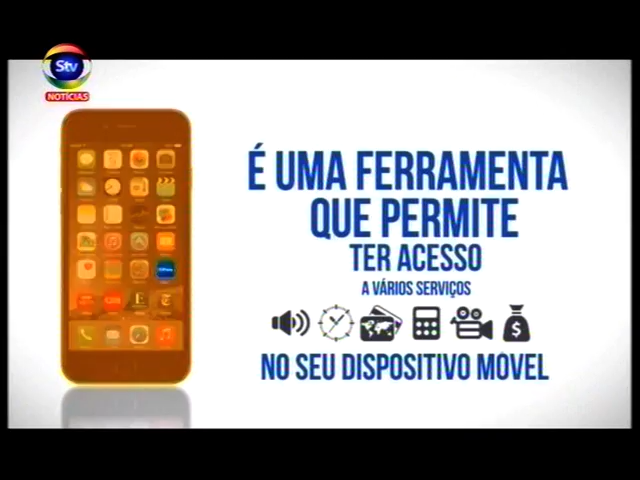 Stv
NOTÍCIAS
É UMA FERRAMENTA
QUE PERMITE
TER ACESSO
A VÁRIOS SERVIÇOS
NO SEU DISPOSITIVO MOVEL